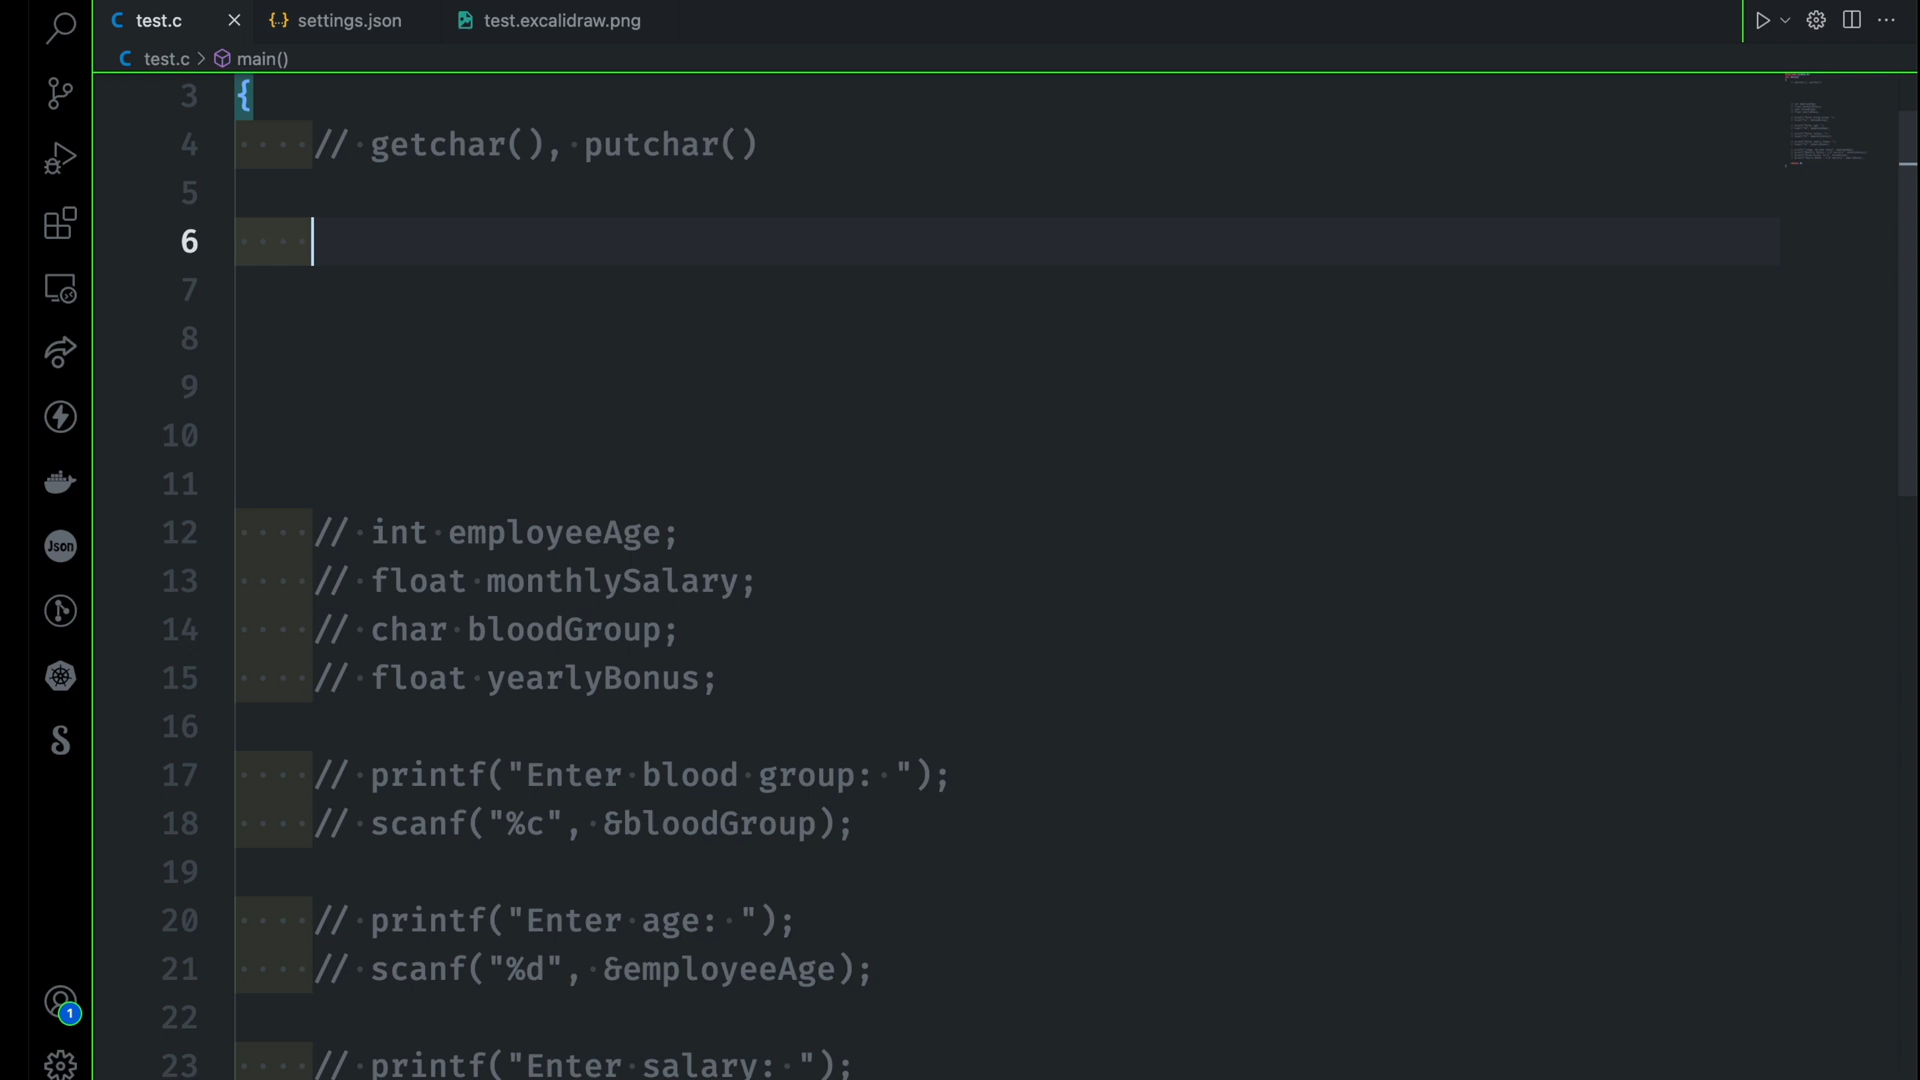 test.c
settings.json
test.excalidraw.png
test.c > main()
3 {
4 // getchar(), putchar()
5
6
7
8
9
10
11
12 // int employeeAge;
13 // float monthlySalary;
14 // char bloodGroup;
15 // float yearlyBonus;
16
17 // printf("Enter blood group: ");
18 // scanf("%c", &bloodGroup);
19
20 // printf("Enter age: ");
21 // scanf("%d", &employeeAge);
22
23 // printf("Enter salary: ");
Json
1